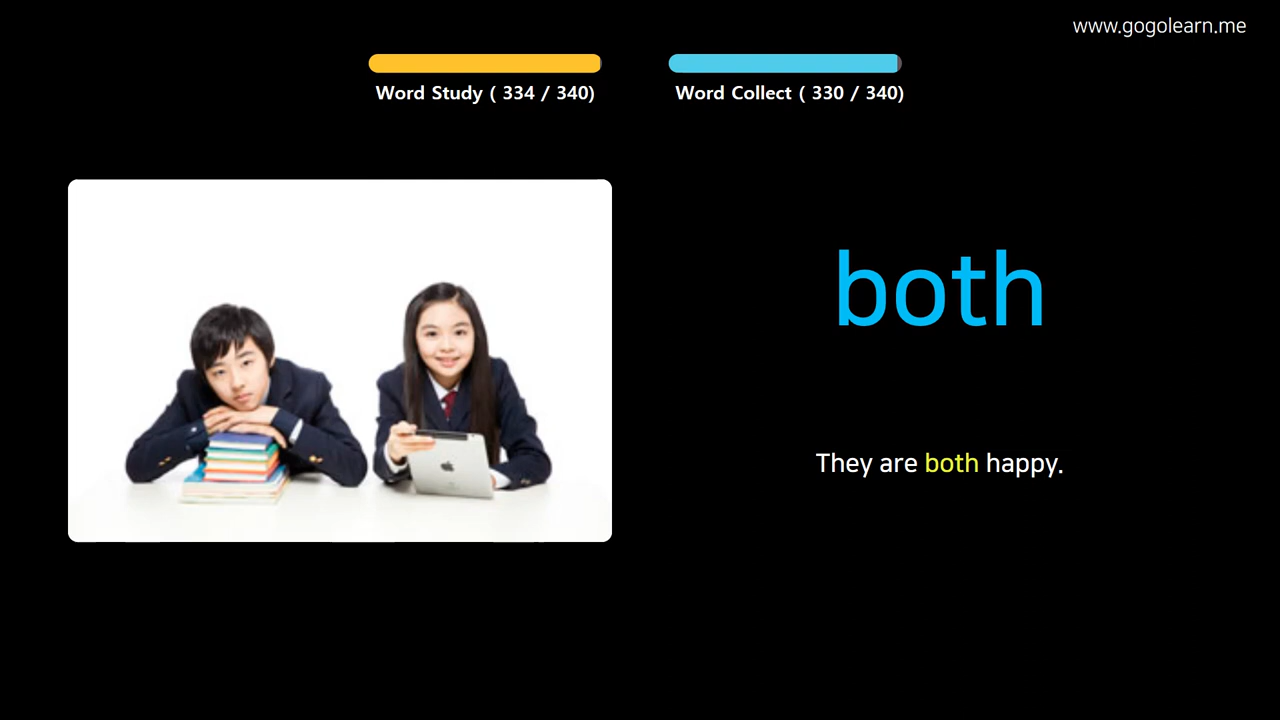 www.gogolearn.me
Word Study ( 334 / 340)
Word Collect ( 330 / 340)
both
They are both happy.